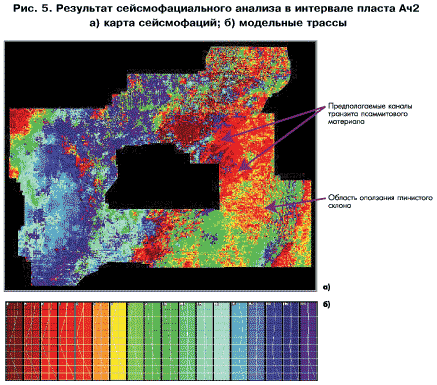 Рис. 5. Результат сейсмофациального анализа в интервале пласта Ач2
а) карта сейсмофаций; б) модельные трассы
Предполагаемые каналы
транзита псаммитового
материала
Область оползания глинистого
склона
а)
б)